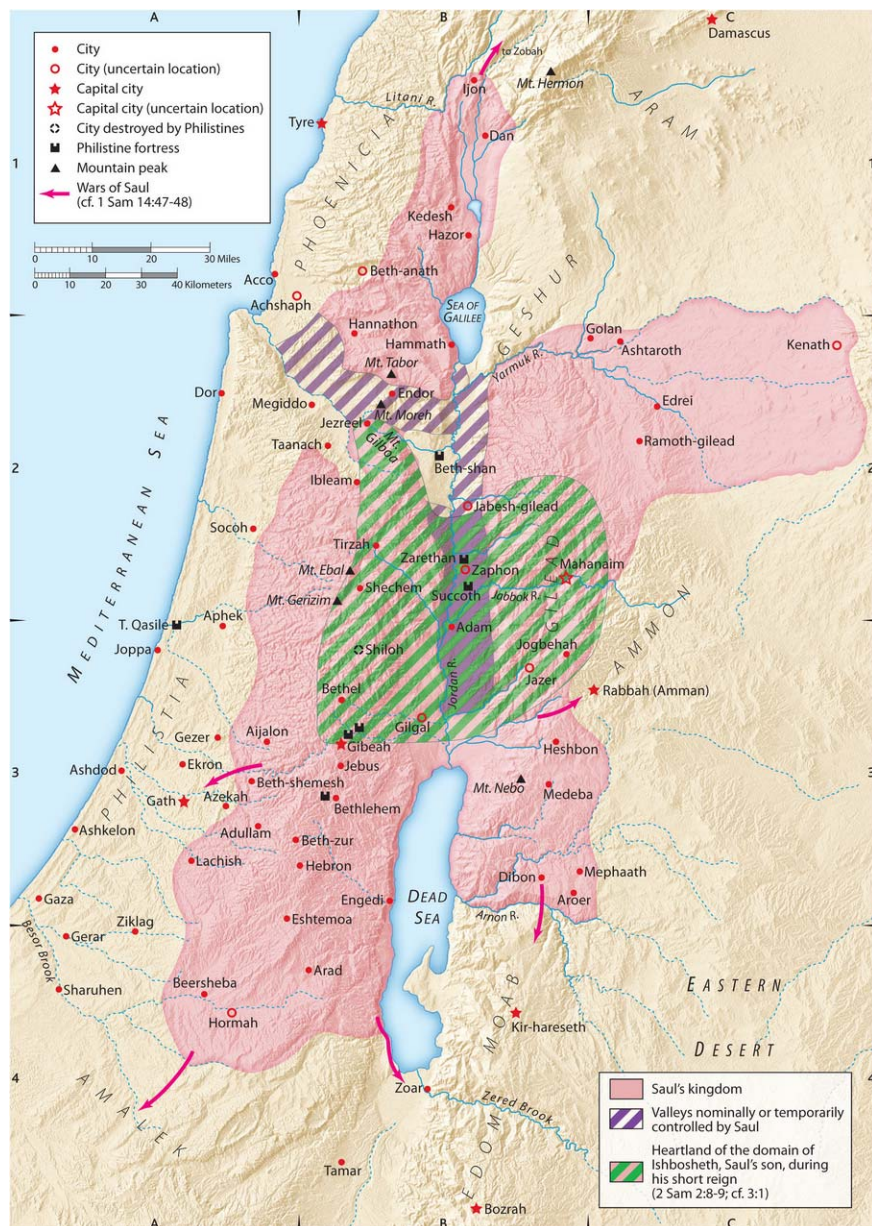 A
B
C
City
City (uncertain location)
Capital city
Capital city (uncertain location)
City destroyed by Philistines
Philistine fortress
Mountain peak
Wars of Saul
(cf. 1 Sam 14:47-48)
0 10 20 30 Miles
0 10 20 30 40 Kilometers
Damascus
to Zobah
Ijon
Mt. Hermon
Litani R.
ARAM
Tyre
Dan
1
1
PHOENICIA
Kedesh
Hazor
Beth-anath
Acco
Achshaph
SEA OF
GALILEE
GESHUR
Hannathon
Hammath
Golan
Ashtaroth
Kenath
Yarmuk R.
Mt. Tabor
Endor
Dor
Megiddo
Mt. Moreh
Edrei
Jezreel
Mt.
Gilboa
Ramoth-gilead
Taanach
Beth-shan
2
2
MEDITERRANEAN SEA
Ibleam
Jabesh-gilead
Socoh
Tirzah
Zarethan
GILEAD
Mt. Ebal
Zaphon
Mahanaim
Shechem
Succoth
Jabbok R.
Mt. Gerizim
T. Qasile
Aphek
Adam
AMMON
Joppa
Shiloh
Jogbehah
Jordan R.
Jazer
Rabbah (Amman)
Bethel
Gilgal
PHILISTIA
Gezer
Aijalon
Gibeah
Heshbon
Ekron
Jebus
3
3
Ashdod
Beth-shemesh
Mt. Nebo
Medeba
Gath
Azekah
Bethlehem
Ashkelon
Adullam
Beth-zur
Lachish
Hebron
Dibon
Mephaath
Gaza
Engedi
DEAD
SEA
Aroer
Arnon R.
Ziklag
Eshtemoa
Gerar
Besor Brook
Arad
Sharuhen
Beersheba
MOAB
EASTERN
DESERT
Hormah
Kir-hareseth
4
4
AMALEK
Zoar
Zered Brook
Tamar
EDOM
Bozrah
Saul's kingdom
Valleys nominally or temporarily
controlled by Saul
Heartland of the domain of
Ishbosheth, Saul's son, during
his short reign
(2 Sam 2:8-9; cf. 3:1)
A
B
C